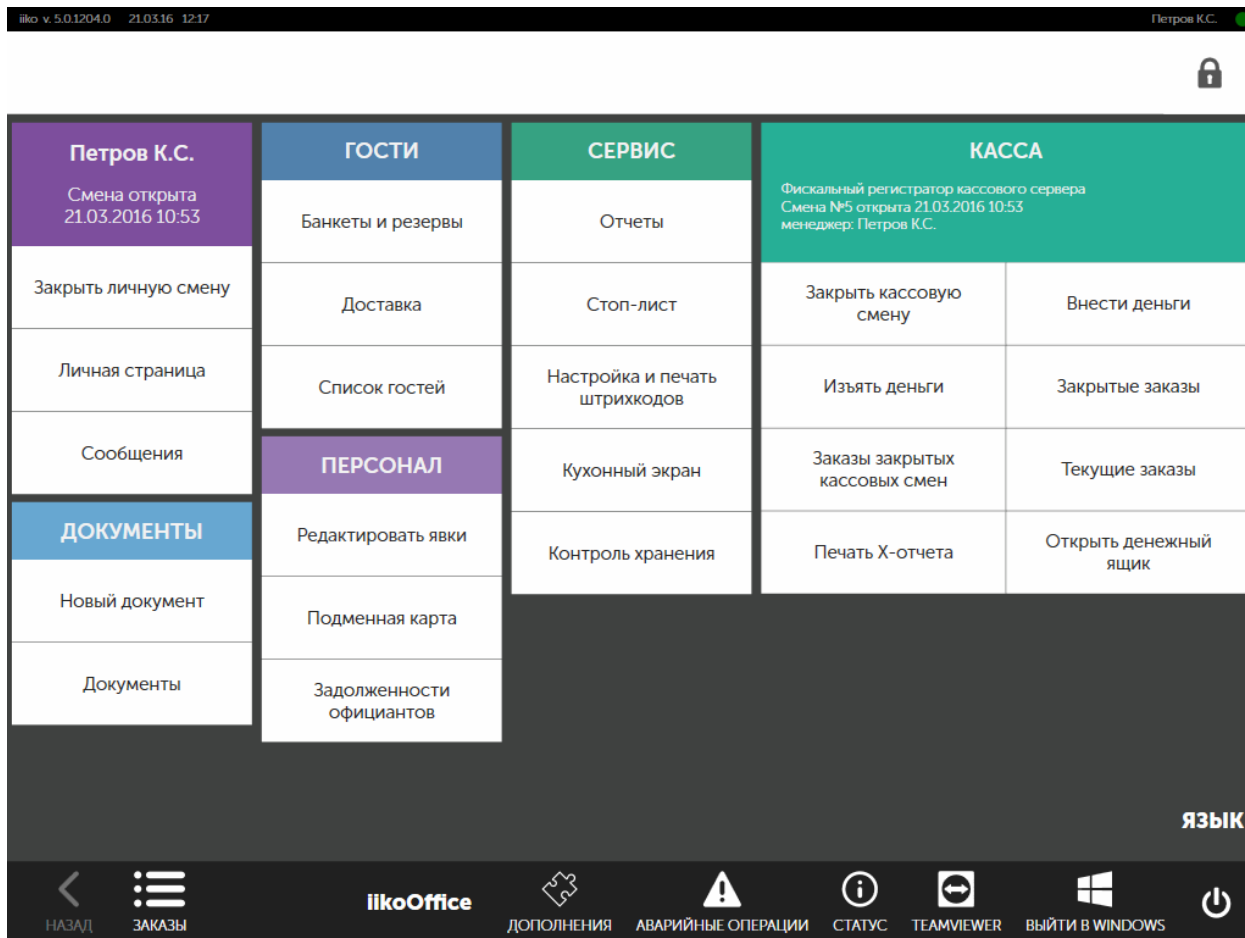 iiko v. 5.0.1204.0 21.03.16 12:17 Петров К.С.
Петров К.С.
Смена открыта
21.03.2016 10:53
Закрыть личную смену
Личная страница
Сообщения
ДОКУМЕНТЫ
Новый документ
Документы
ГОСТИ
Банкеты и резервы
Доставка
Список гостей
ПЕРСОНАЛ
Редактировать явки
Подменная карта
Задолженности
официантов
СЕРВИС
Отчеты
Стоп-лист
Настройка и печать
штрихкодов
Кухонный экран
Контроль хранения
КАССА
Фискальный регистратор кассового сервера
Смена №5 открыта 21.03.2016 10:53
менеджер: Петров К.С.
Закрыть кассовую
смену
Внести деньги
Изъять деньги
Закрытые заказы
Заказы закрытых
кассовых смен
Текущие заказы
Печать X-отчета
Открыть денежный
ящик
ЯЗЫК
НАЗАД
ЗАКАЗЫ
iikoOffice
ДОПОЛНЕНИЯ
АВАРИЙНЫЕ ОПЕРАЦИИ
СТАТУС
TEAMVIEWER
ВЫЙТИ В WINDOWS